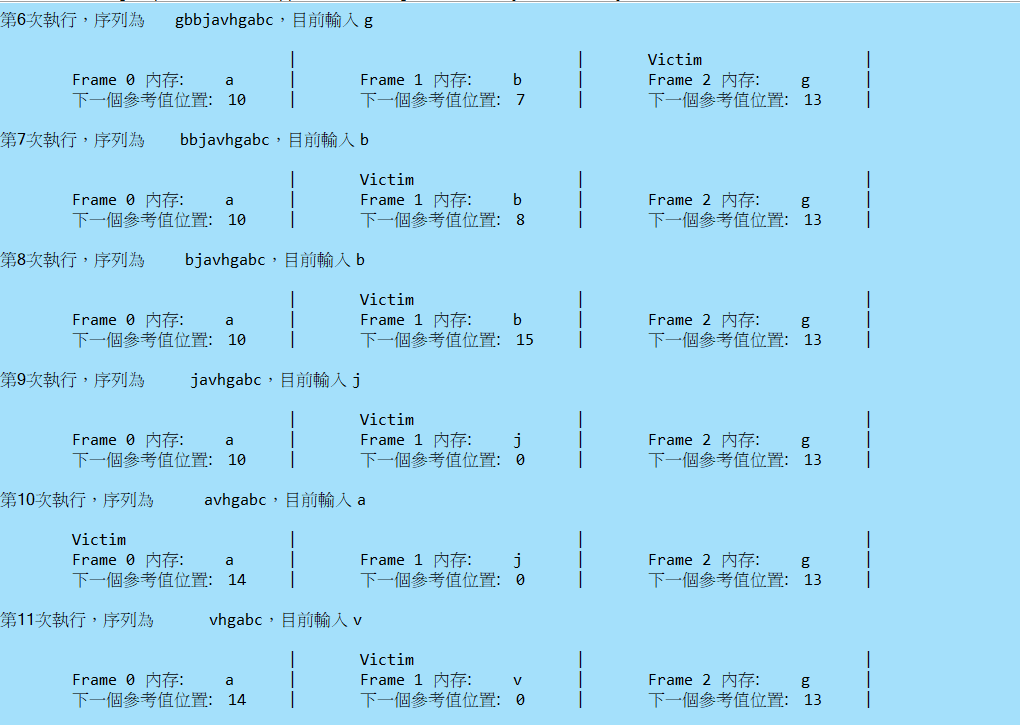 第6次執行，序列為 gbbjavhgabc，目前輸入 g
| | Victim |
Frame 0 內存: a | Frame 1 內存: b | Frame 2 內存: g |
下一個參考值位置: 10 | 下一個參考值位置: 7 | 下一個參考值位置: 13 |
第7次執行，序列為 bbjavhgabc，目前輸入 b
| Victim | |
Frame 0 內存: a | Frame 1 內存: b | Frame 2 內存: g |
下一個參考值位置: 10 | 下一個參考值位置: 8 | 下一個參考值位置: 13 |
第8次執行，序列為 bjavhgabc，目前輸入 b
| Victim | |
Frame 0 內存: a | Frame 1 內存: b | Frame 2 內存: g |
下一個參考值位置: 10 | 下一個參考值位置: 15 | 下一個參考值位置: 13 |
第9次執行，序列為 javhgabc，目前輸入 j
| Victim | |
Frame 0 內存: a | Frame 1 內存: j | Frame 2 內存: g |
下一個參考值位置: 10 | 下一個參考值位置: 0 | 下一個參考值位置: 13 |
第10次執行，序列為 avhgabc，目前輸入 a
Victim | | |
Frame 0 內存: a | Frame 1 內存: j | Frame 2 內存: g |
下一個參考值位置: 14 | 下一個參考值位置: 0 | 下一個參考值位置: 13 |
第11次執行，序列為 vhgabc，目前輸入 v
| Victim | |
Frame 0 內存: a | Frame 1 內存: v | Frame 2 內存: g |
下一個參考值位置: 14 | 下一個參考值位置: 0 | 下一個參考值位置: 13 |